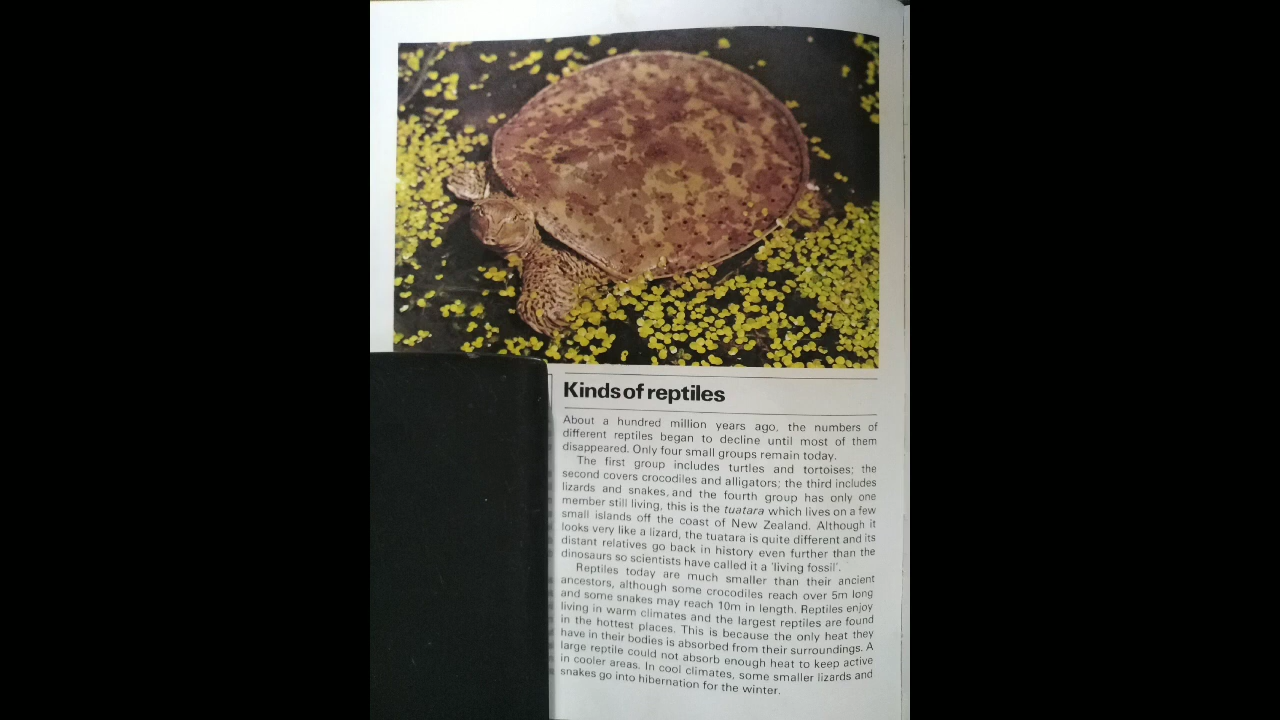 Kinds of reptiles
About a hundred million years ago, the numbers of
different reptiles began to decline until most of them
disappeared. Only four small groups remain today.
The first group includes turtles and tortoises; the
second covers crocodiles and alligators; the third includes
lizards and snakes, and the fourth group has only one
member still living, this is the tuatara which lives on a few
small islands off the coast of New Zealand. Although it
looks very like a lizard, the tuatara is quite different and its
distant relatives go back in history even further than the
dinosaurs so scientists have called it a 'living fossil'.
Reptiles today are much smaller than their ancient
ancestors, although some crocodiles reach over 5m long
and some snakes may reach 10m in length. Reptiles enjoy
living in warm climates and the largest reptiles are found
in the hottest places. This is because the only heat they
have in their bodies is absorbed from their surroundings. A
large reptile could not absorb enough heat to keep active
in cooler areas. In cool climates, some smaller lizards and
snakes go into hibernation for the winter.